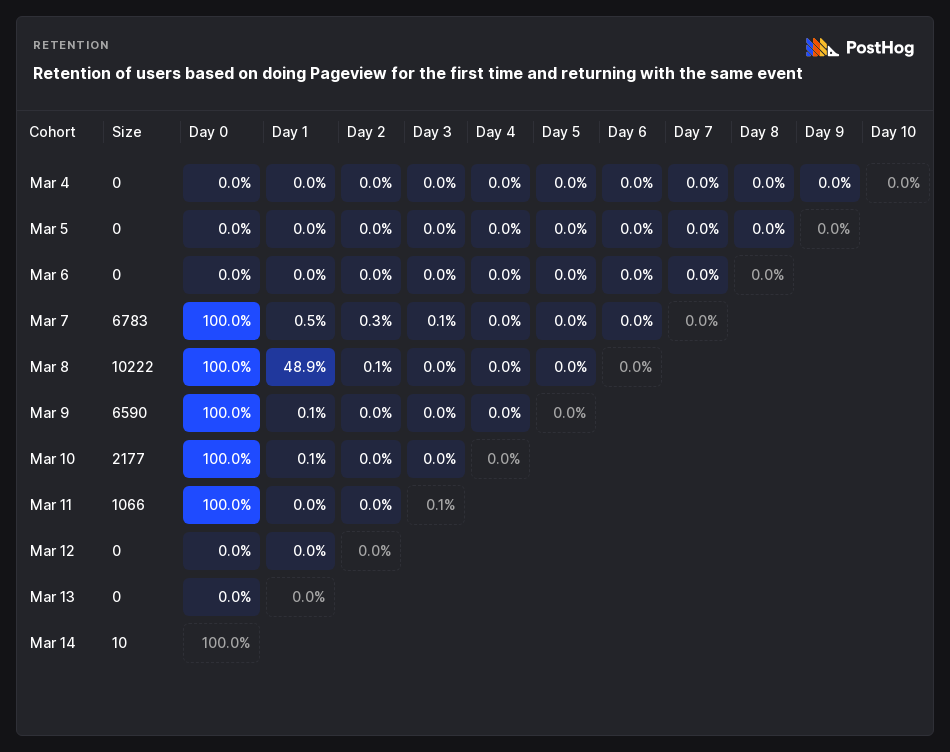 RETENTION
PostHog
Retention of users based on doing Pageview for the first time and returning with the same event
Cohort Size Day 0 Day 1 Day 2 Day 3 Day 4 Day 5 Day 6 Day 7 Day 8 Day 9 Day 10
Mar 4 0 0.0% 0.0% 0.0% 0.0% 0.0% 0.0% 0.0% 0.0% 0.0% 0.0% 0.0%
Mar 5 0 0.0% 0.0% 0.0% 0.0% 0.0% 0.0% 0.0% 0.0% 0.0% 0.0%
Mar 6 0 0.0% 0.0% 0.0% 0.0% 0.0% 0.0% 0.0% 0.0% 0.0%
Mar 7 6783 100.0% 0.5% 0.3% 0.1% 0.0% 0.0% 0.0% 0.0%
Mar 8 10222 100.0% 48.9% 0.1% 0.0% 0.0% 0.0% 0.0%
Mar 9 6590 100.0% 0.1% 0.0% 0.0% 0.0% 0.0%
Mar 10 2177 100.0% 0.1% 0.0% 0.0% 0.0%
Mar 11 1066 100.0% 0.0% 0.0% 0.1%
Mar 12 0 0.0% 0.0% 0.0%
Mar 13 0 0.0% 0.0%
Mar 14 10 100.0%